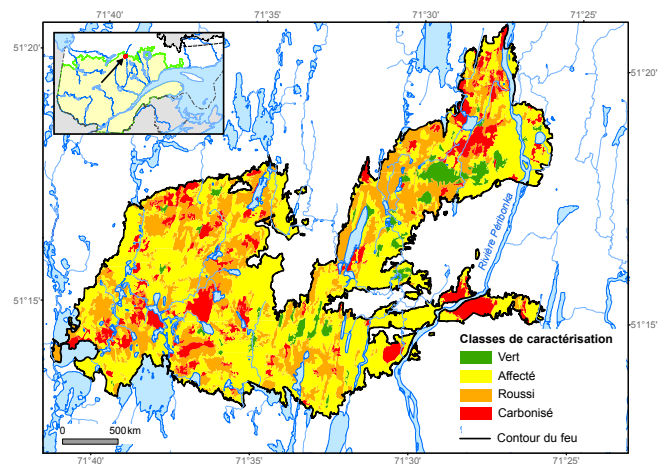 71°40'
71°35'
71°30'
71°25'
51°20'
51°20'
Rivière Péribonka
51°15'
51°15'
Classes de caractérisation
Vert
Affecté
Roussi
Carbonisé
Contour du feu
0 500 km
71°40'
71°35'
71°30'
71°25'